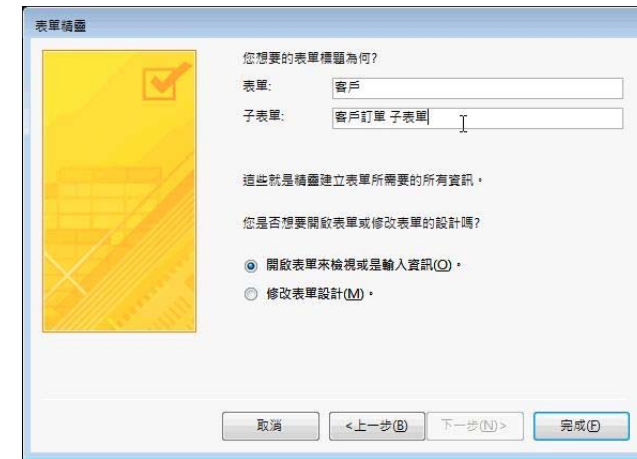 表單精靈
您想要的表單標題為何?
表單:
客戶
子表單:
客戶訂單 子表單
這些就是精靈建立表單所需要的所有資訊。
您是否想要開啟表單或修改表單的設計嗎?
開啟表單來檢視或是輸入資訊(O)。
修改表單設計(M)。
取消 <上一步(B) 下一步(N)> 完成(F)